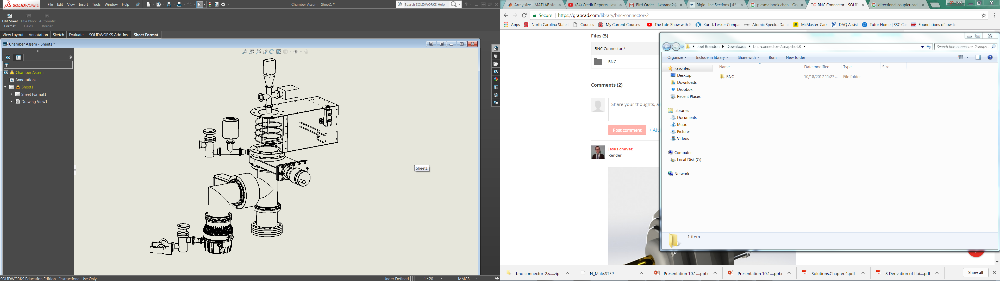 SOLIDWORKS File Edit View Insert Tools Window Help
Chamber Assem - Sheet1 *
Search SOLIDWORKS Help
Edit Sheet Format
Title Block Fields
Automatic Border
View Layout Annotation Sketch Evaluate SOLIDWORKS Add-Ins Sheet Format
Chamber Assem - Sheet1 *
Chamber Assem
Annotations
Sheet1
Sheet Format1
Drawing View1
Sheet1
SOLIDWORKS Education Edition - Instructional Use Only
Under Defined 1 : 20 MMGS
Array size - MATLAB siz
(84) Credit Reports: Las
Bird Order - jwbrand2@
Rigid Line Sections | 45.
plasma book chen - Go
GC BNC Connector - SOLID
directional coupler cad
Joel
Secure https://grabcad.com/library/bnc-connector-2
Apps North Carolina State Courses My Current Courses - The Late Show with S Kurt J. Lesker Compa NIST Atomic Spectra Data McMaster-Carr DAQ Assist Tutor Home | SSC Ca IOP Foundations of low te
Files (5)
BNC Connector /
BNC
Comments (2)
Share your thoughts, a
Post comment + Atta
jesus chavez
Render
Joel Brandon Downloads bnc-connector-2.snapshot.8
Search bnc-connector-2.snaps...
Organize Include in library Share with Burn New folder
Favorites
Desktop
Downloads
Dropbox
Recent Places
Libraries
Documents
Music
Pictures
Videos
Computer
Local Disk (C:)
Network
Name Date modified Type Size
BNC 10/18/2017 11:27 ... File folder
1 item
bnc-connector-2.s....zip
N_Male.STEP
Presentation 10.1....pptx
Presentation 10.1....pptx
Solutions.Chapter.4.pdf
8 Derivation of flui....pdf
Show all